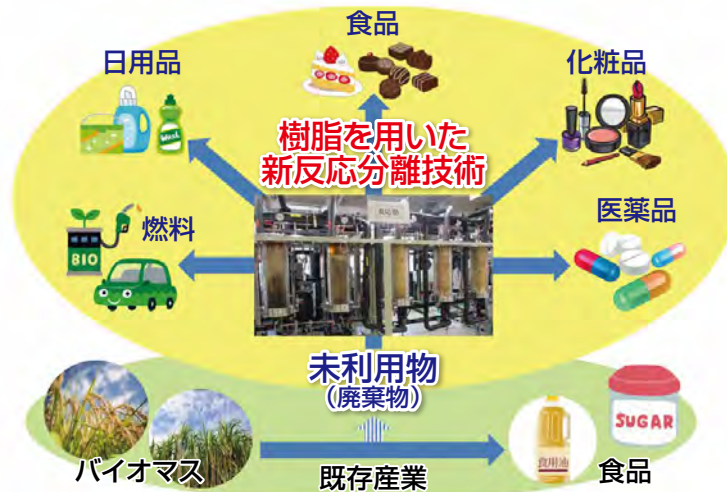 食品
日用品
化粧品
樹脂を用いた
新反応分離技術
燃料
BIO
医薬品
未利用物
(廃棄物)
SUGAR
食用油
バイオマス
既存産業
食品